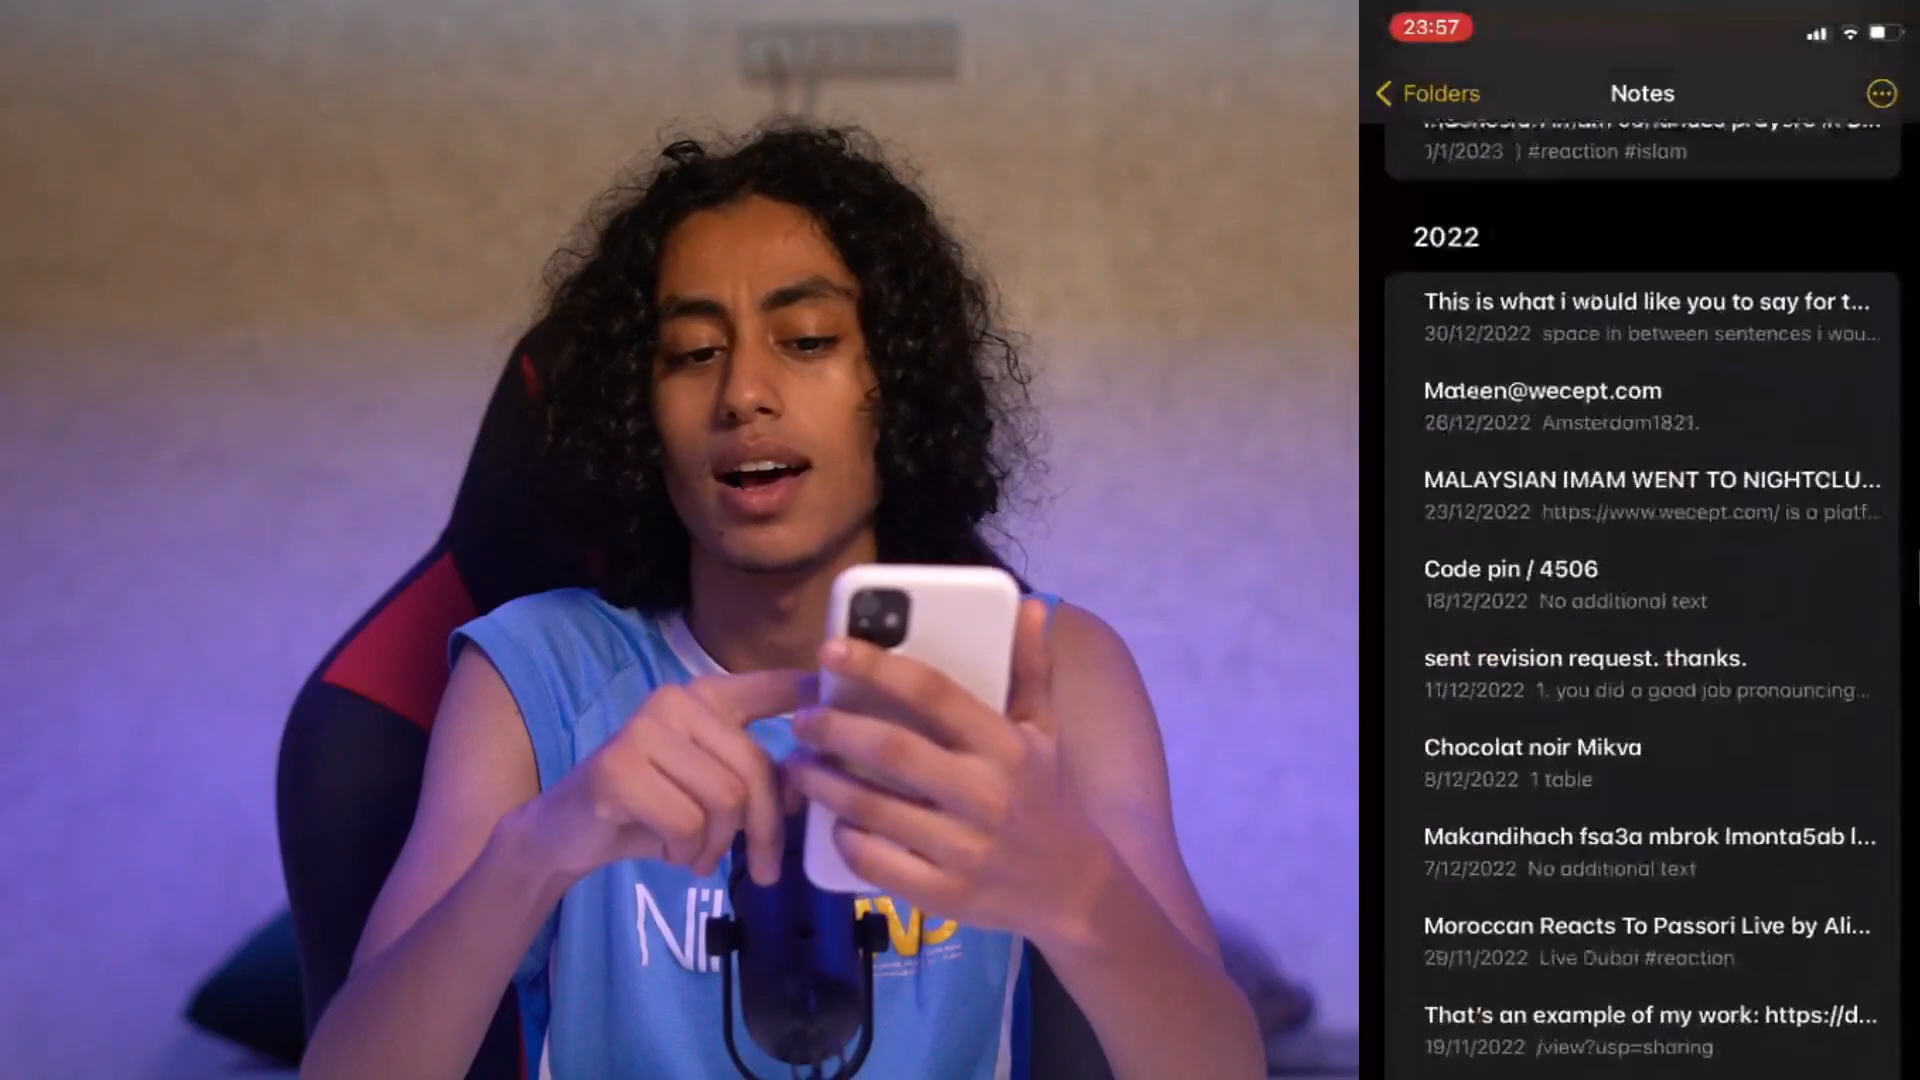 23:57
Folders
Notes
)/1/2023 ) #reaction #islam
2022
This is what i would like you to say for t...
30/12/2022 space in between sentences i wou...
Mateen@wecept.com
26/12/2022 Amsterdam1821.
MALAYSIAN IMAM WENT TO NIGHTCLU...
23/12/2022 https://www.wecept.com/ is a platf...
Code pin / 4506
18/12/2022 No additional text
sent revision request. thanks.
11/12/2022 1. you did a good job pronouncing...
Chocolat noir Mikva
8/12/2022 1 table
Makandihach fsa3a mbrok lmonta5ab l...
7/12/2022 No additional text
Moroccan Reacts To Passori Live by Ali...
29/11/2022 Live Dubai #reaction
That's an example of my work: https://d...
19/11/2022 /view?usp=sharing